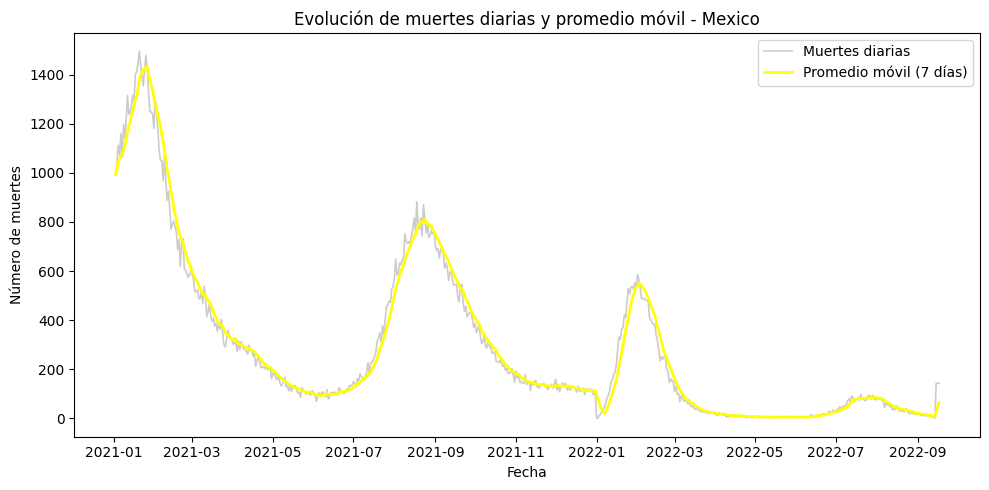 Evolución de muertes diarias y promedio móvil - Mexico
Muertes diarias
Promedio móvil (7 días)
Número de muertes
1400
1200
1000
800
600
400
200
0
2021-01 2021-03 2021-05 2021-07 2021-09 2021-11 2022-01 2022-03 2022-05 2022-07 2022-09
Fecha